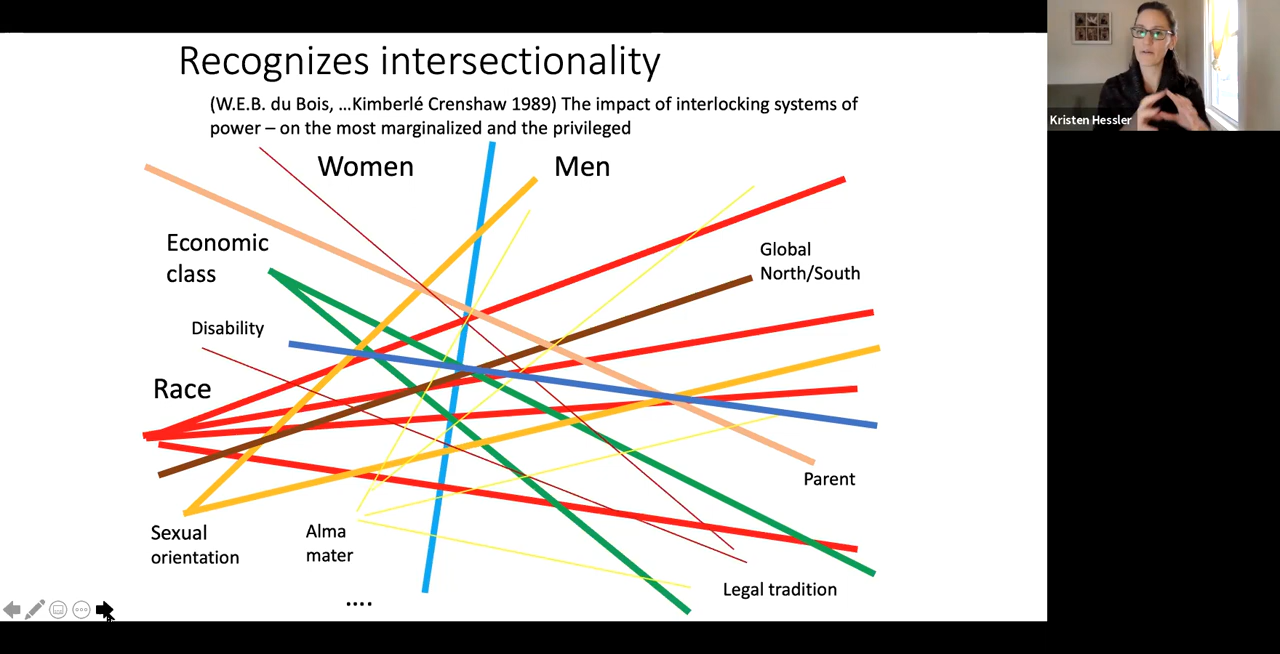 Recognizes intersectionality
(W.E.B. du Bois, ...Kimberlé Crenshaw 1989) The impact of interlocking systems of
power – on the most marginalized and the privileged
Women
Men
Economic
class
Global
North/South
Disability
Race
Parent
Sexual
orientation
Alma
mater
Legal tradition
....
Kristen Hessler